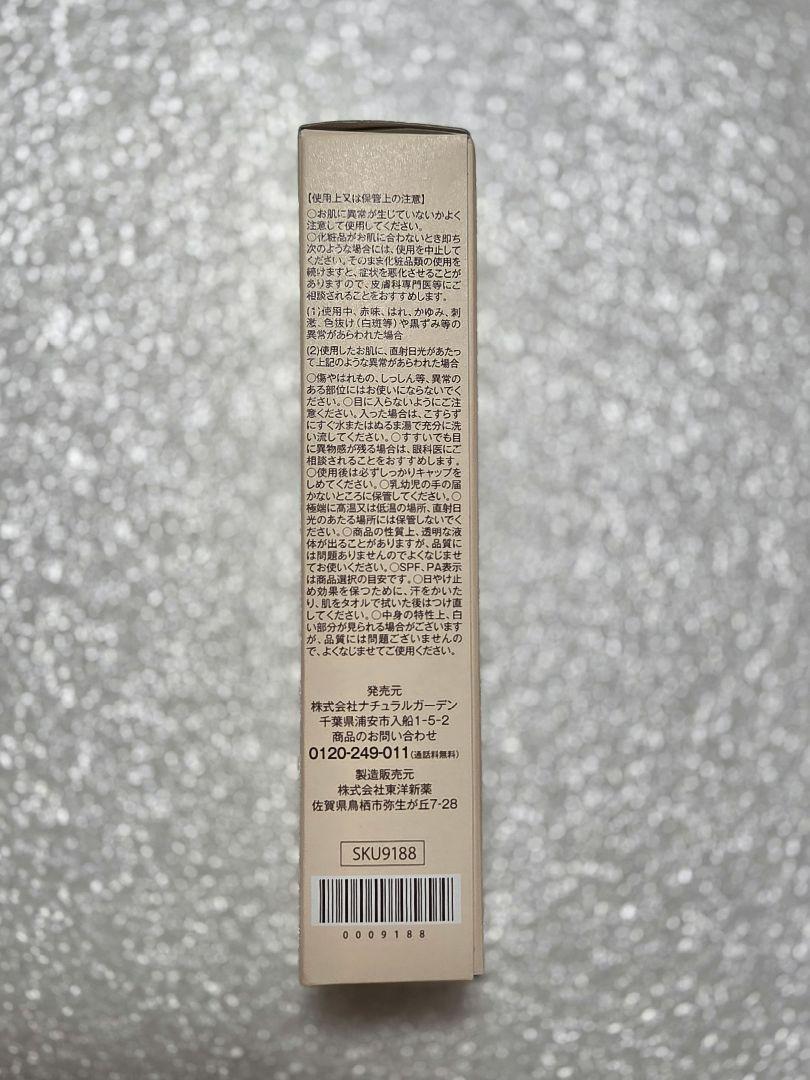 【使用上又は保管上の注意】
○お肌に異常が生じていないかよく
注意して使用してください。
○化粧品がお肌に合わないとき即ち
次のような場合には、使用を中止して
ください。そのまま化粧品類の使用を
続けますと、症状を悪化させることが
ありますので、皮膚科専門医等にご
相談されることをおすすめします。
(1)使用中、赤味、はれ、かゆみ、刺
激、色抜け(白斑等)や黒ずみ等の
異常があらわれた場合
(2)使用したお肌に、直射日光があたっ
て上記のような異常があらわれた場合
○傷やはれもの、しっしん等、異常の
ある部位にはお使いにならないでく
ださい。○目に入らないようにご注
意ください。入った場合は、こすらず
にすぐ水またはぬるま湯で充分に洗
い流してください。○すすいでも目
に異物感が残る場合は、眼科医にご
相談されることをおすすめします。
○使用後は必ずしっかりキャップを
しめてください。○乳幼児の手の届
かないところに保管してください。○
極端に高温又は低温の場所、直射日
光のあたる場所には保管しないでく
ださい。○商品の性質上、透明な液
体が出ることがありますが、品質に
は問題ありませんのでよくなじませ
てお使いください。○SPF、PA表示
は商品選択の目安です。○日やけ止
め効果を保つために、汗をかいた
り、肌をタオルで拭いた後はつけ直
してください。○中身の特性上、白
い部分が見られる場合がございます
が、品質には問題ございませんの
で、よくなじませてご使用ください。
発売元
株式会社ナチュラルガーデン
千葉県浦安市入船1-5-2
商品のお問い合わせ
0120-249-011(通話料無料)
製造販売元
株式会社東洋新薬
佐賀県鳥栖市弥生が丘7-28
SKU9188
0009188